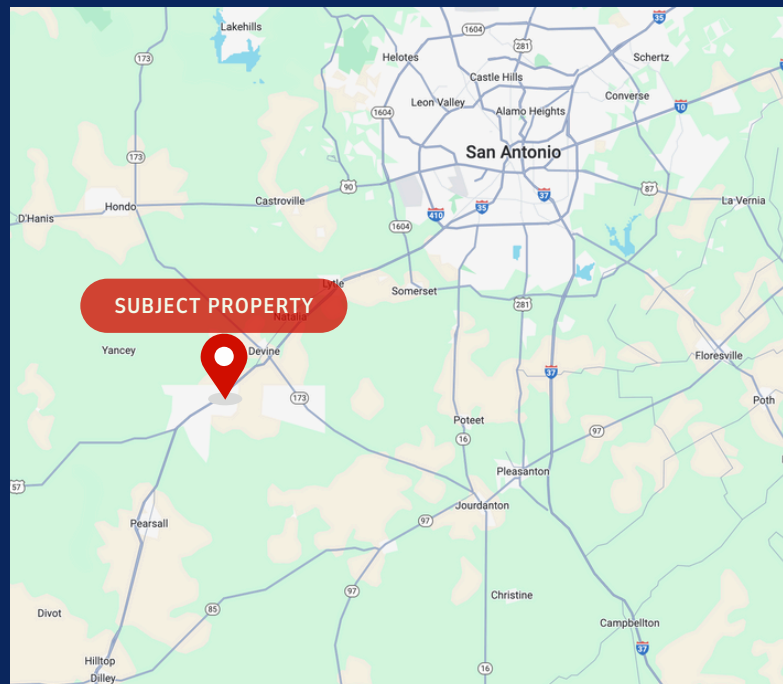 Lakehills
35
1604
281
Schertz
173
Helotes
Castle Hills
Leon Valley
Converse
10
1604
Alamo Heights
San Antonio
173
90
87
Hondo
Castroville
35
37
La Vernia
410
D'Hanis
1604
Lytle
Somerset
281
SUBJECT PROPERTY
Natalia
Yancey
Devine
Floresville
37
173
Poth
Poteet
97
16
Pleasanton
57
Jourdanton
Pearsall
97
97
Christine
Divot
85
Campbellton
37
Hilltop
16
Dilley